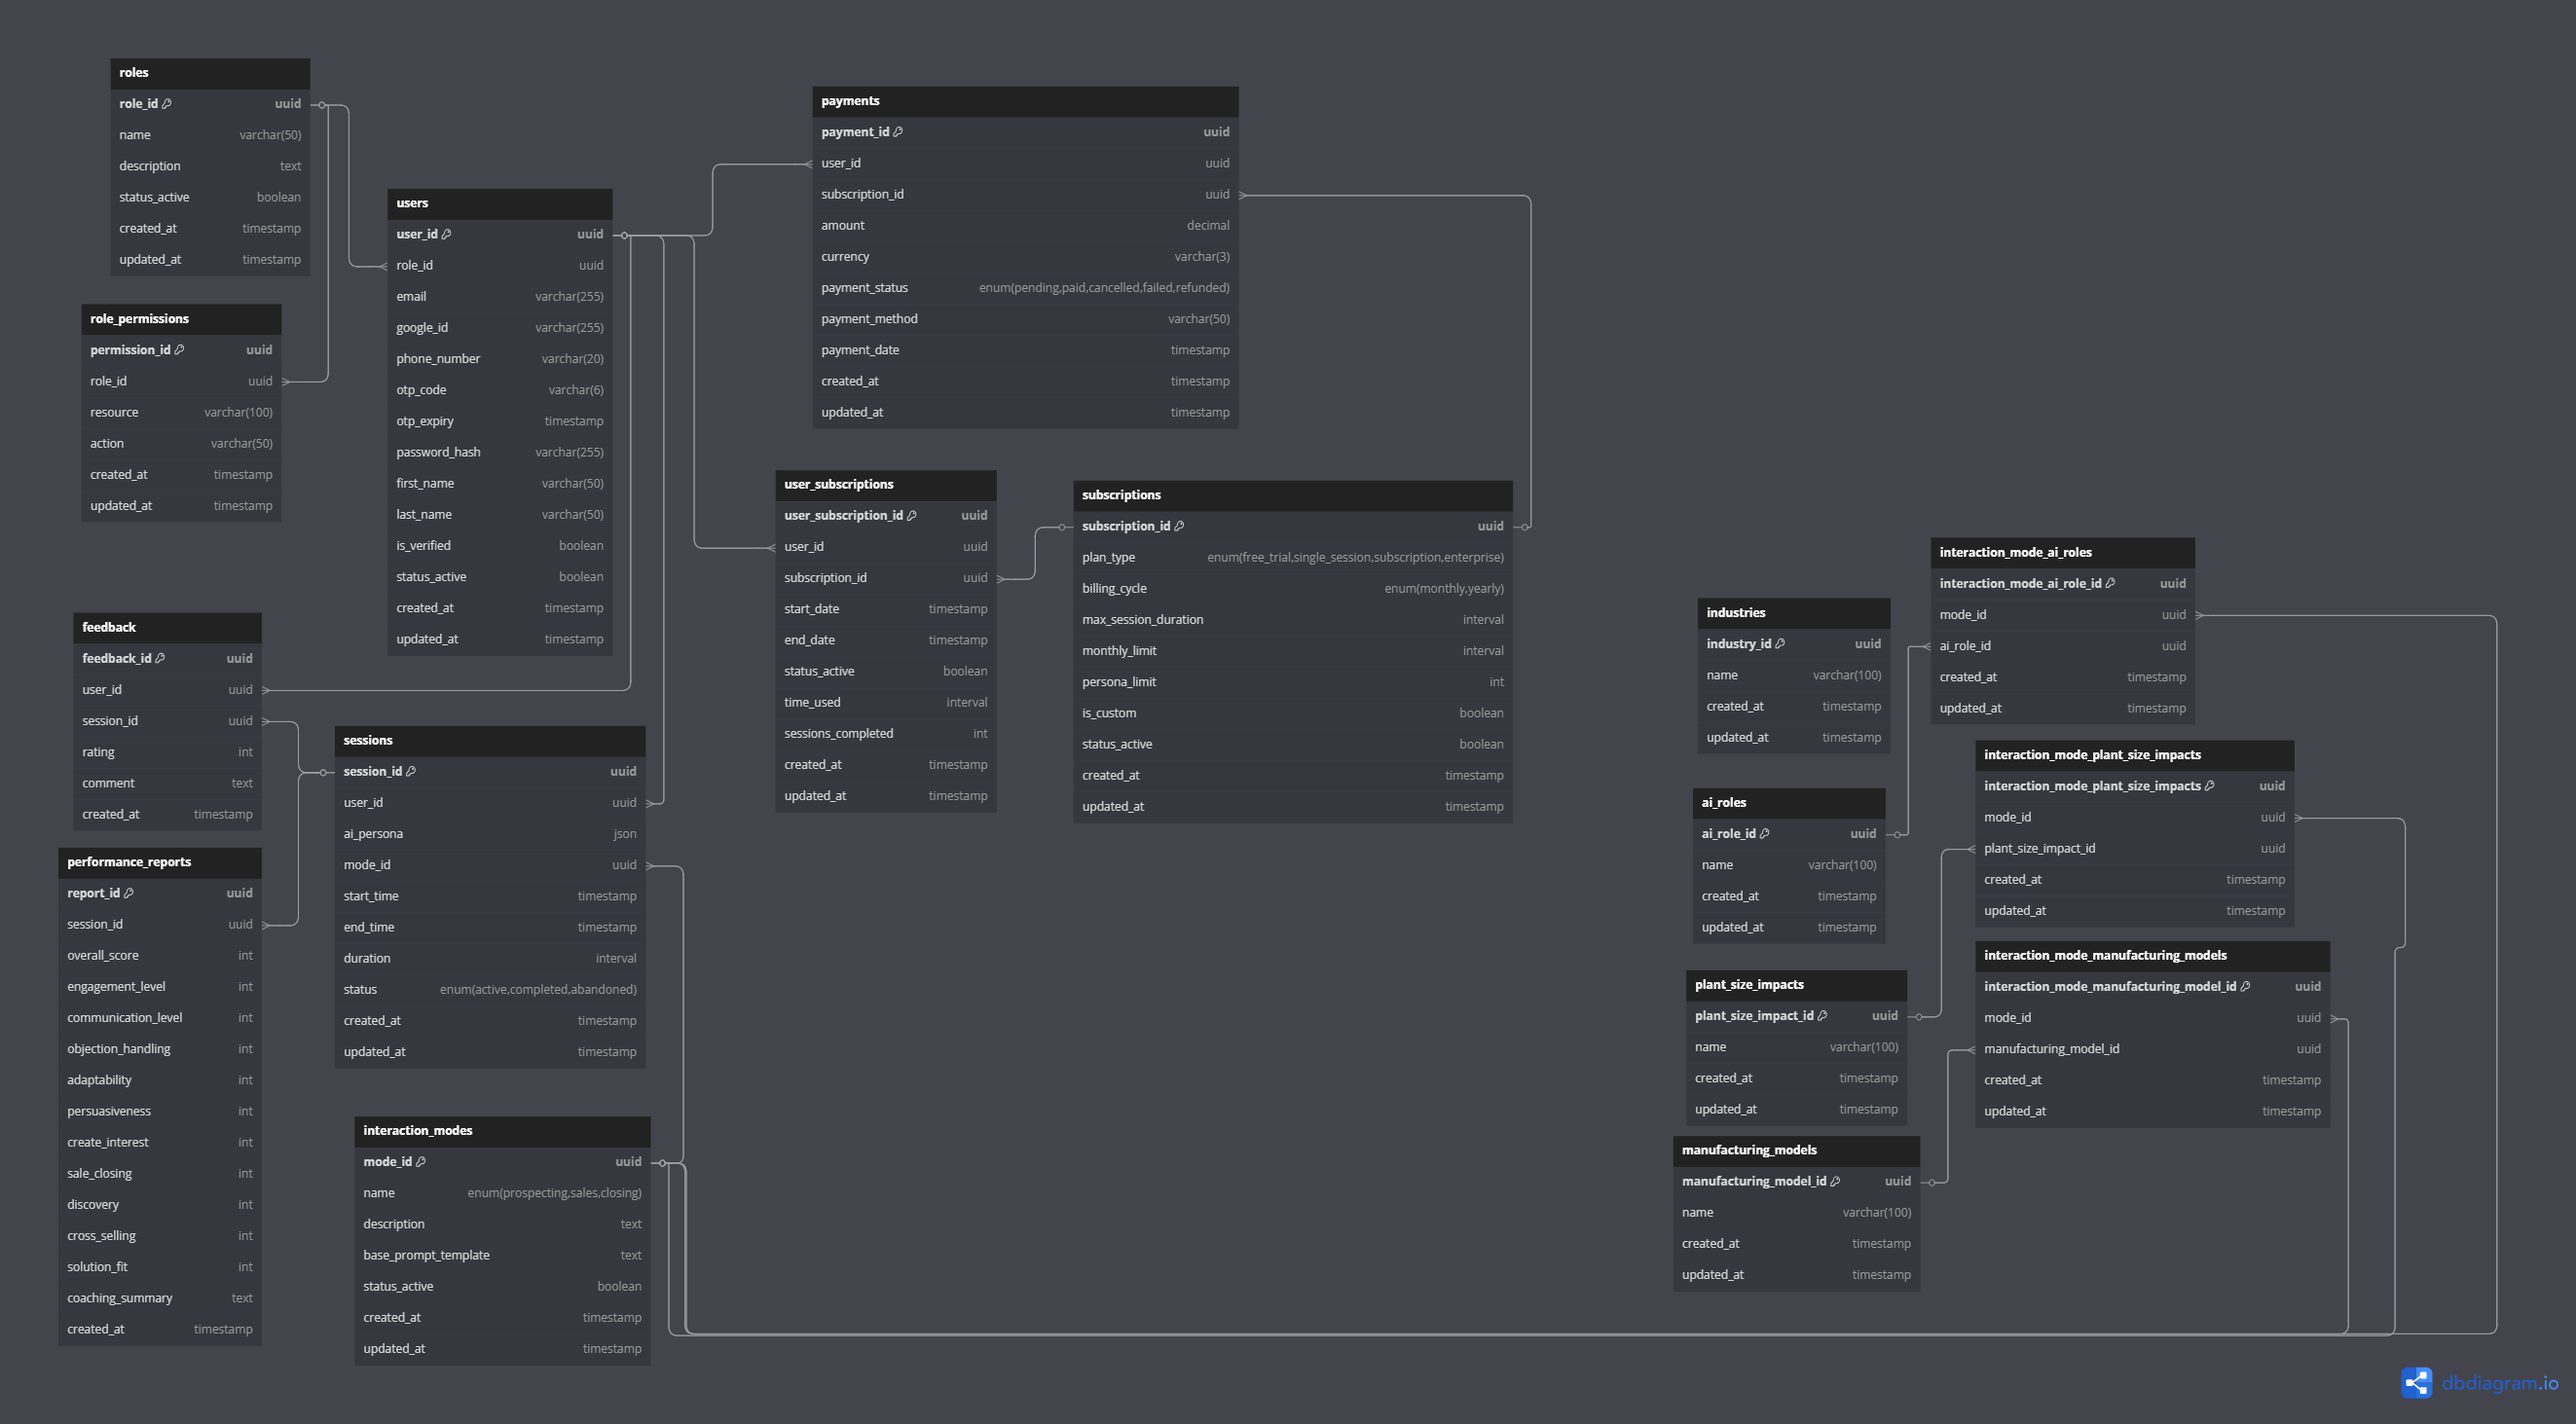 roles
role_id uuid
name varchar(50)
description text
status_active boolean
created_at timestamp
updated_at timestamp
role_permissions
permission_id uuid
role_id uuid
resource varchar(100)
action varchar(50)
created_at timestamp
updated_at timestamp
users
user_id uuid
role_id uuid
email varchar(255)
google_id varchar(255)
phone_number varchar(20)
otp_code varchar(6)
otp_expiry timestamp
password_hash varchar(255)
first_name varchar(50)
last_name varchar(50)
is_verified boolean
status_active boolean
created_at timestamp
updated_at timestamp
payments
payment_id uuid
user_id uuid
subscription_id uuid
amount decimal
currency varchar(3)
payment_status enum(pending,paid,cancelled,failed,refunded)
payment_method varchar(50)
payment_date timestamp
created_at timestamp
updated_at timestamp
user_subscriptions
user_subscription_id uuid
user_id uuid
subscription_id uuid
start_date timestamp
end_date timestamp
status_active boolean
time_used interval
sessions_completed int
created_at timestamp
updated_at timestamp
subscriptions
subscription_id uuid
plan_type enum(free_trial,single_session,subscription,enterprise)
billing_cycle enum(monthly,yearly)
max_session_duration interval
monthly_limit interval
persona_limit int
is_custom boolean
status_active boolean
created_at timestamp
updated_at timestamp
feedback
feedback_id uuid
user_id uuid
session_id uuid
rating int
comment text
created_at timestamp
performance_reports
report_id uuid
session_id uuid
overall_score int
engagement_level int
communication_level int
objection_handling int
adaptability int
persuasiveness int
create_interest int
sale_closing int
discovery int
cross_selling int
solution_fit int
coaching_summary text
created_at timestamp
sessions
session_id uuid
user_id uuid
ai_persona json
mode_id uuid
start_time timestamp
end_time timestamp
duration interval
status enum(active,completed,abandoned)
created_at timestamp
updated_at timestamp
interaction_modes
mode_id uuid
name enum(prospecting,sales,closing)
description text
base_prompt_template text
status_active boolean
created_at timestamp
updated_at timestamp
industries
industry_id uuid
name varchar(100)
created_at timestamp
updated_at timestamp
ai_roles
ai_role_id uuid
name varchar(100)
created_at timestamp
updated_at timestamp
plant_size_impacts
plant_size_impact_id uuid
name varchar(100)
created_at timestamp
updated_at timestamp
manufacturing_models
manufacturing_model_id uuid
name varchar(100)
created_at timestamp
updated_at timestamp
interaction_mode_ai_roles
interaction_mode_ai_role_id uuid
mode_id uuid
ai_role_id uuid
created_at timestamp
updated_at timestamp
interaction_mode_plant_size_impacts
interaction_mode_plant_size_impacts uuid
mode_id uuid
plant_size_impact_id uuid
created_at timestamp
updated_at timestamp
interaction_mode_manufacturing_models
interaction_mode_manufacturing_model_id uuid
mode_id uuid
manufacturing_model_id uuid
created_at timestamp
updated_at timestamp
dbdiagram.io